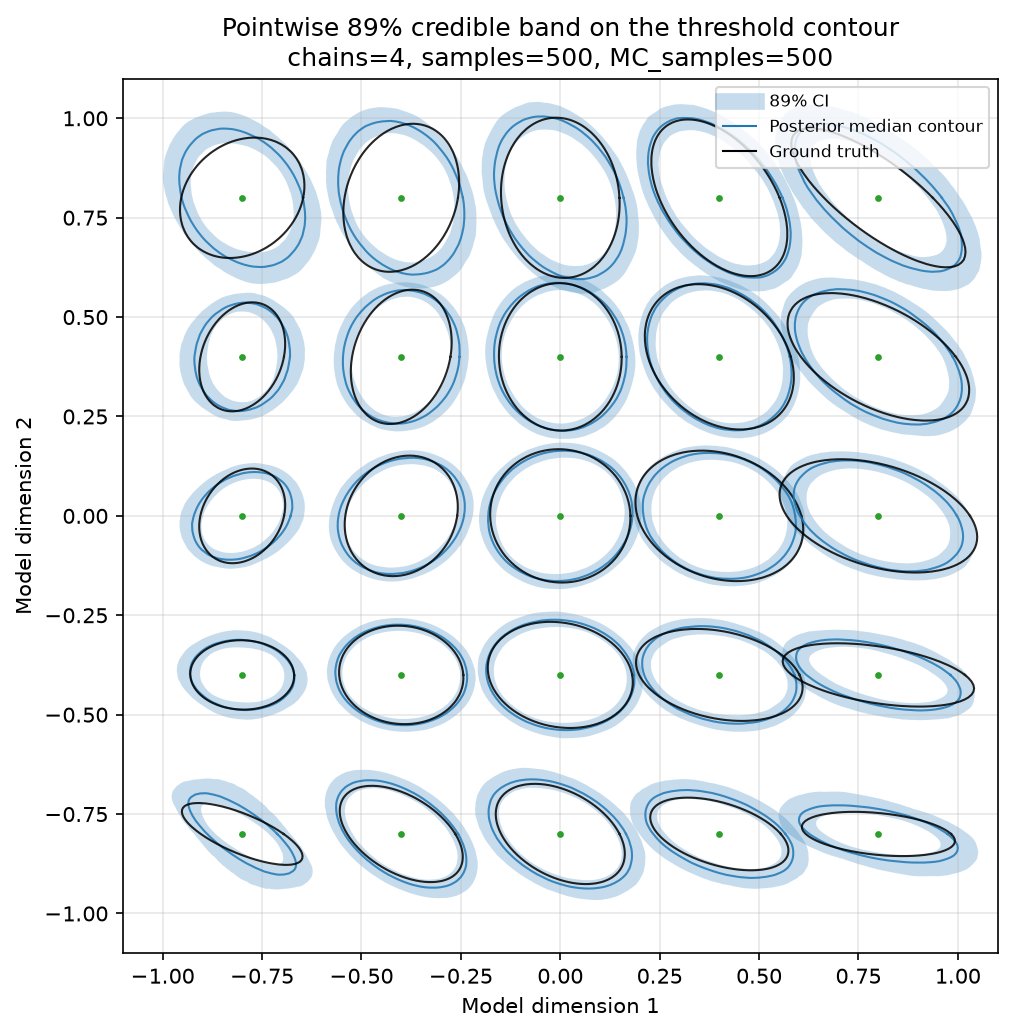 Pointwise 89% credible band on the threshold contour
chains=4, samples=500, MC_samples=500
89% CI
Posterior median contour
Ground truth
1.00
0.75
0.50
0.25
0.00
−0.25
−0.50
−0.75
−1.00
Model dimension 2
−1.00 −0.75 −0.50 −0.25 0.00 0.25 0.50 0.75 1.00
Model dimension 1